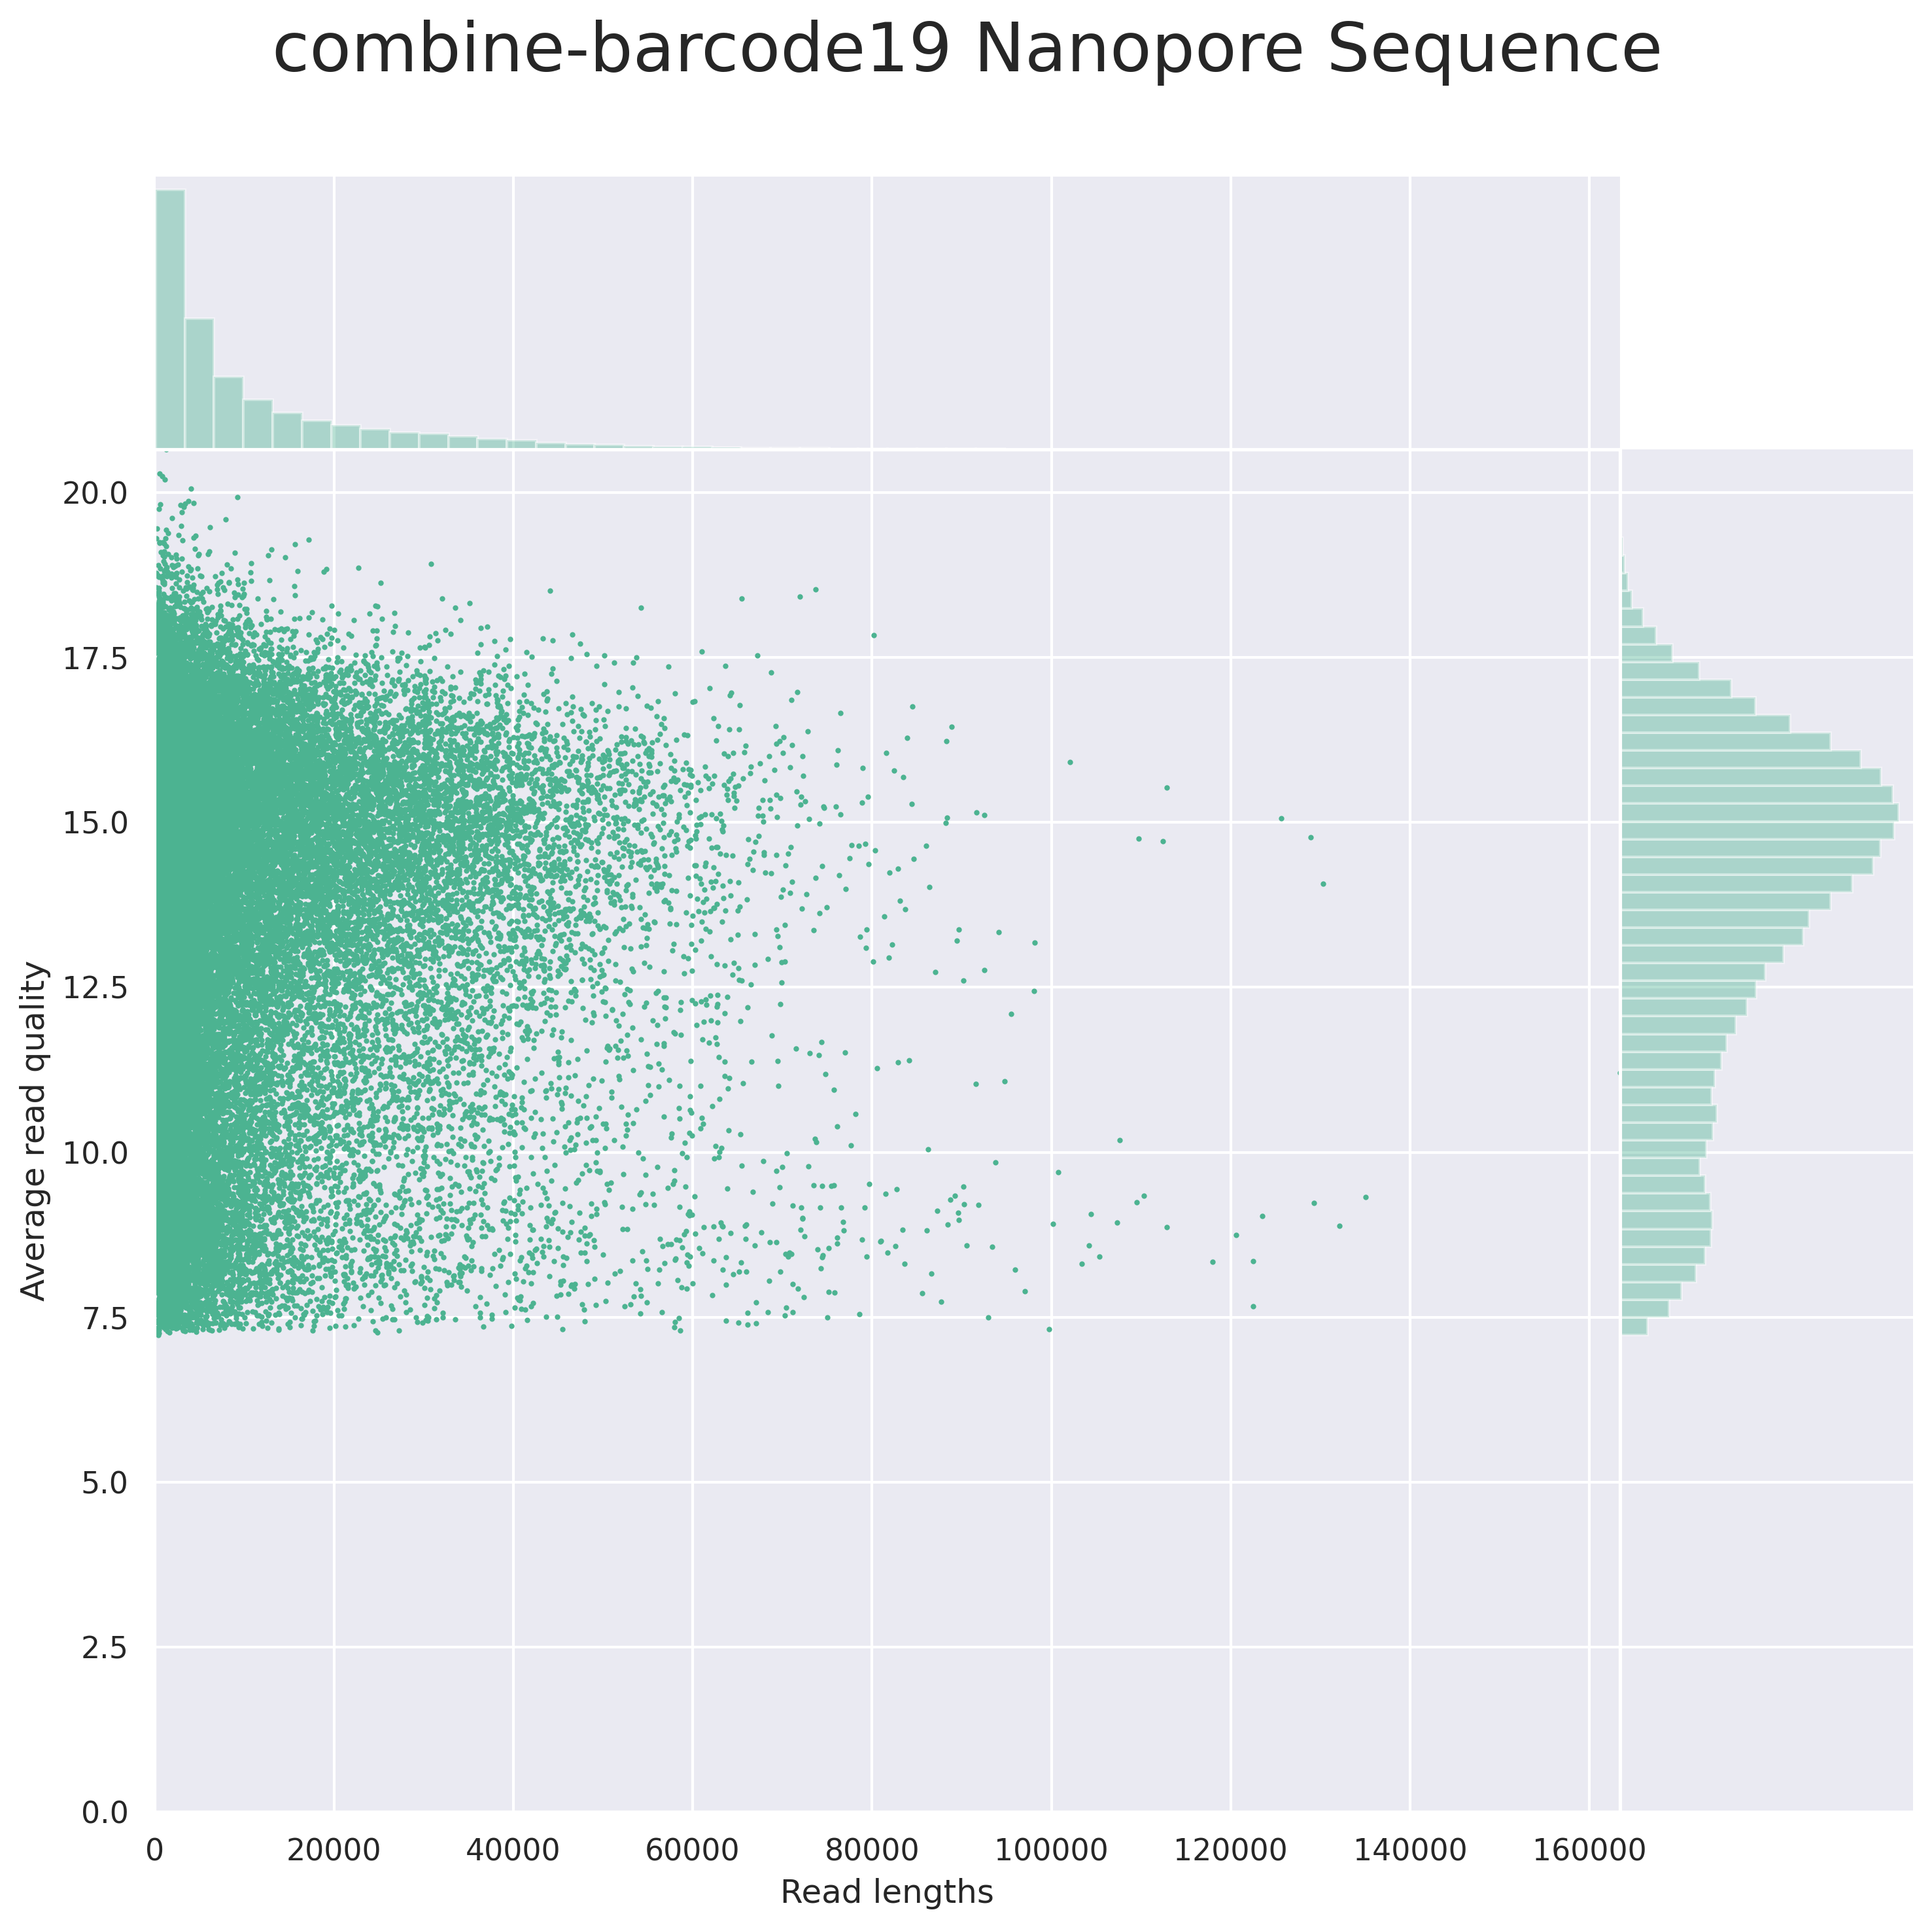 combine-barcode19 Nanopore Sequence
20.0
17.5
15.0
12.5
10.0
7.5
5.0
2.5
0.0
Average read quality
0 20000 40000 60000 80000 100000 120000 140000 160000
Read lengths